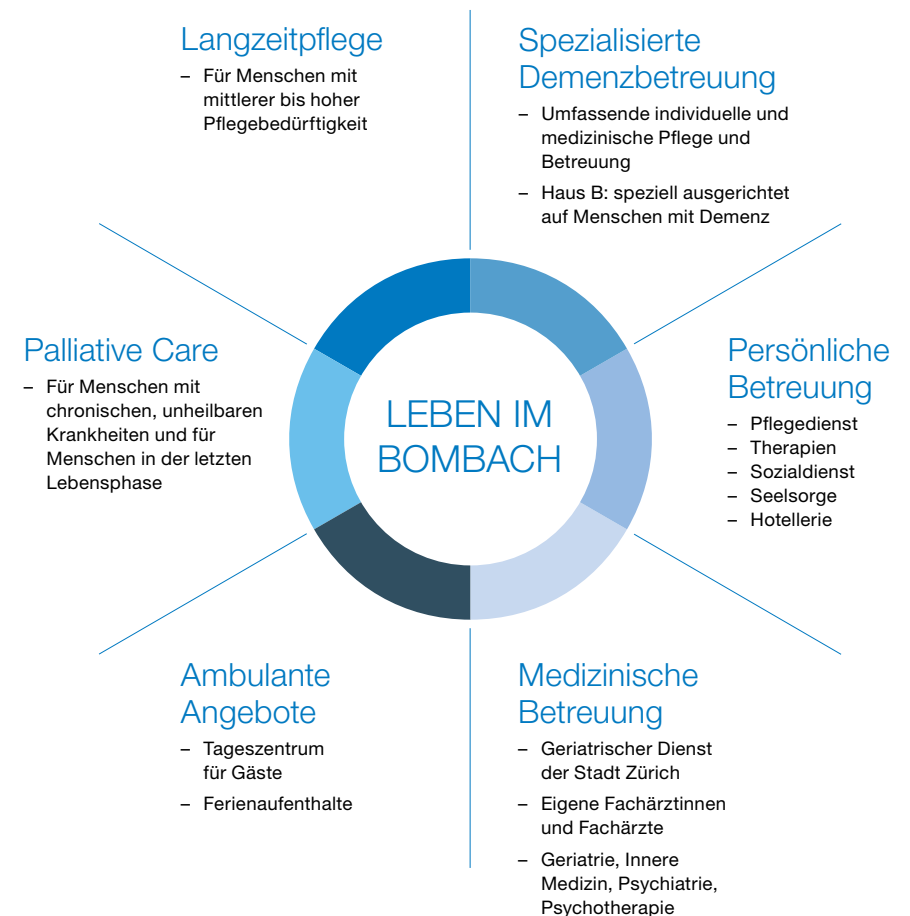 Langzeitpflege
– Für Menschen mit
mittlerer bis hoher
Pflegebedürftigkeit
Spezialisierte
Demenzbetreuung
– Umfassende individuelle und
medizinische Pflege und
Betreuung
– Haus B: speziell ausgerichtet
auf Menschen mit Demenz
Palliative Care
– Für Menschen mit
chronischen, unheilbaren
Krankheiten und für
Menschen in der letzten
Lebensphase
LEBEN IM
BOMBACH
Persönliche
Betreuung
– Pflegedienst
– Therapien
– Sozialdienst
– Seelsorge
– Hotellerie
Ambulante
Angebote
– Tageszentrum
für Gäste
– Ferienaufenthalte
Medizinische
Betreuung
– Geriatrischer Dienst
der Stadt Zürich
– Eigene Fachärztinnen
und Fachärzte
– Geriatrie, Innere
Medizin, Psychiatrie,
Psychotherapie